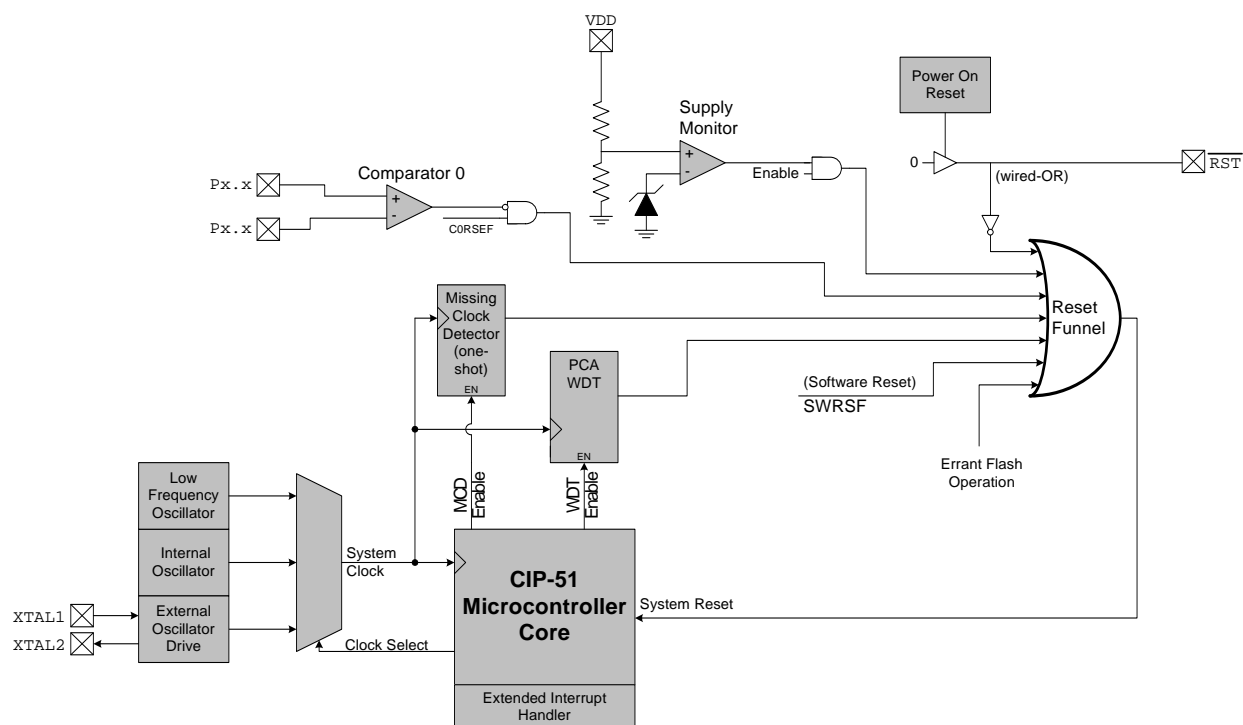 VDD
Power On
Reset
Supply
Monitor
+
-
Enable
0
(wired-OR)
RST
Px.x
Comparator 0
+
-
Px.x
C0RSEF
Missing
Clock
Detector
(one-
shot)
EN
PCA
WDT
EN
Reset
Funnel
(Software Reset)
SWRSF
Errant Flash
Operation
MCD
Enable
WDT
Enable
Low
Frequency
Oscillator
Internal
Oscillator
External
Oscillator
Drive
XTAL1
XTAL2
System
Clock
Clock Select
CIP-51
Microcontroller
Core
System Reset
Extended Interrupt
Handler